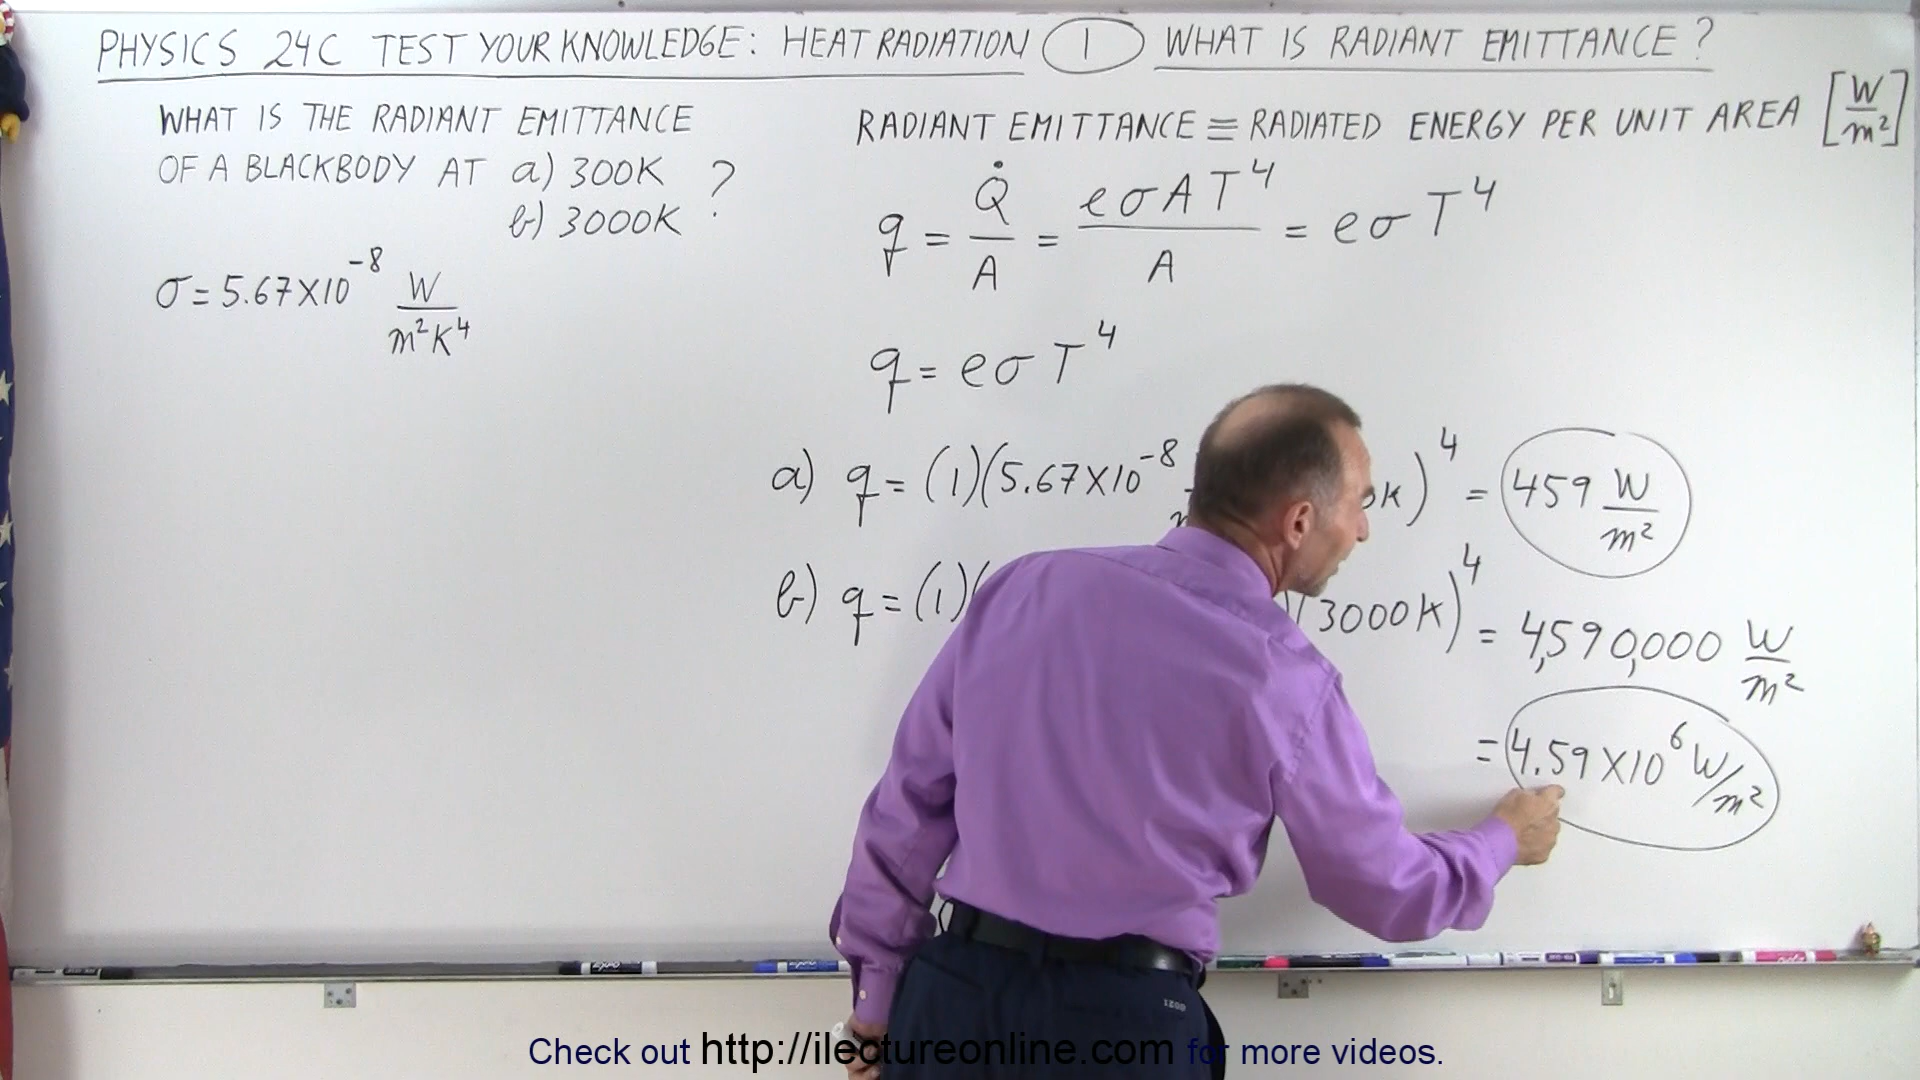 PHYSICS 24C TEST YOUR KNOWLEDGE: HEAT RADIATION 1 WHAT IS RADIANT EMITTANCE?
WHAT IS THE RADIANT EMITTANCE
OF A BLACKBODY AT a) 300K ?
b) 3000K
σ = 5.67 X 10⁻⁸ W/m²K⁴
RADIANT EMITTANCE ≡ RADIATED ENERGY PER UNIT AREA [W/m²]
q = Q̇/A = eσAT⁴/A = eσT⁴
q = eσT⁴
a) q = (1)(5.67X10⁻⁸ K)⁴ = 459 W/m²
b) q = (1)( (3000K)⁴ = 4,590,000 W/m²
= 4.59 X 10⁶ W/m²
IZOD
Check out http://ilectureonline.com for more videos.